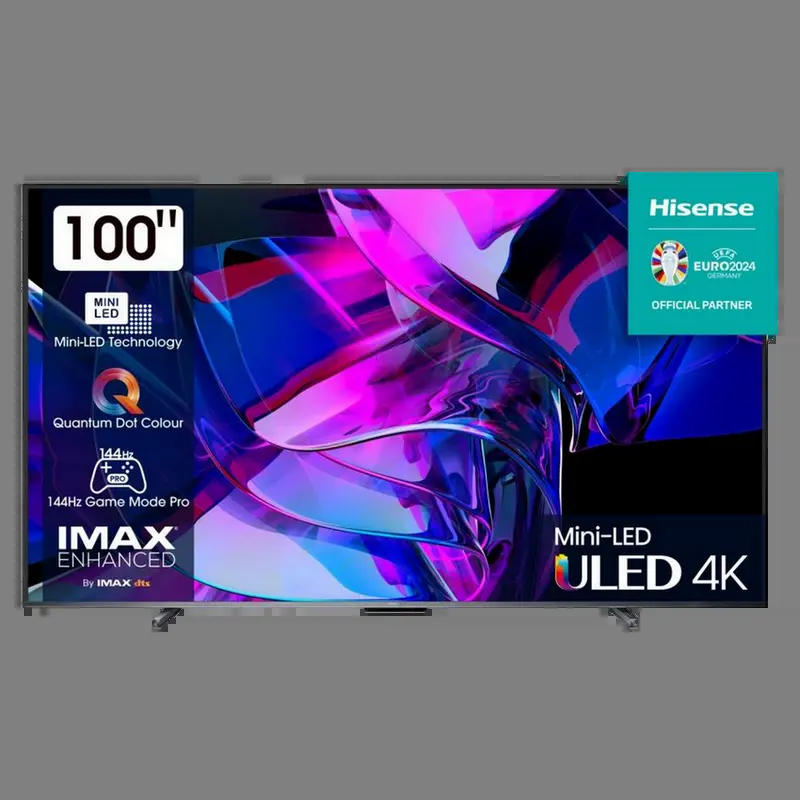 100"
MINI
LED
Mini-LED Technology
Quantum Dot Colour
144Hz
PRO
144Hz Game Mode Pro
IMAX®
ENHANCED
By IMAX dts
Hisense
UEFA
EURO2024
GERMANY
OFFICIAL PARTNER
Mini-LED
ULED 4K